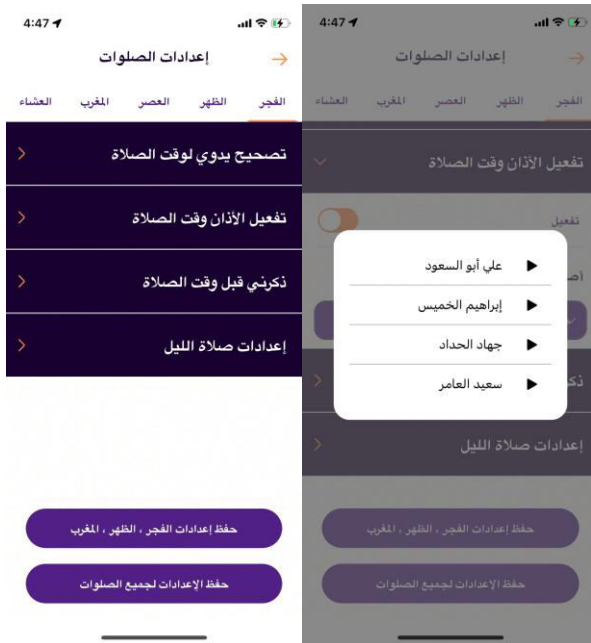 4:47
إعدادات الصلوات
الفجر الظهر العصر المغرب العشاء
تصحيح يدوي لوقت الصلاة
تفعيل الأذان وقت الصلاة
ذكرني قبل وقت الصلاة
إعدادات صلاة الليل
حفظ إعدادات الفجر ، الظهر ، المغرب
حفظ الإعدادات لجميع الصلوات
4:47
إعدادات الصلوات
الفجر الظهر العصر المغرب العشاء
تفعيل الأذان وقت الصلاة
تفعيل
علي أبو السعود
إبراهيم الخميس
جهاد الحداد
سعيد العامر
إعدادات صلاة الليل
حفظ إعدادات الفجر ، الظهر ، المغرب
حفظ الإعدادات لجميع الصلوات